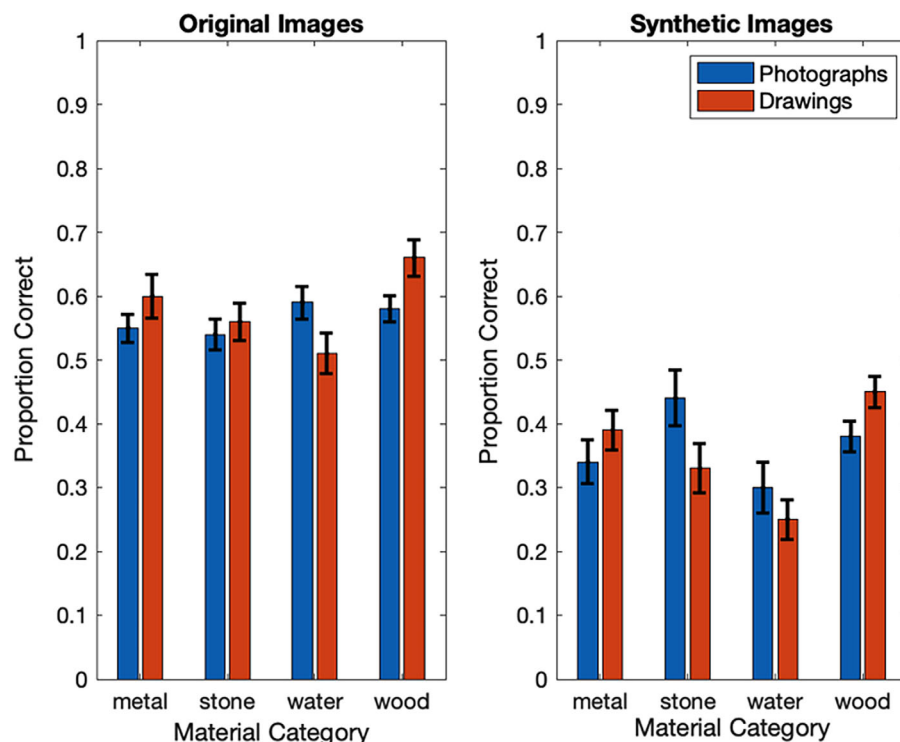 Original Images
Proportion Correct
1
0.9
0.8
0.7
0.6
0.5
0.4
0.3
0.2
0.1
0
metal stone water wood
Material Category
Synthetic Images
Photographs
Drawings
Proportion Correct
1
0.9
0.8
0.7
0.6
0.5
0.4
0.3
0.2
0.1
0
metal stone water wood
Material Category